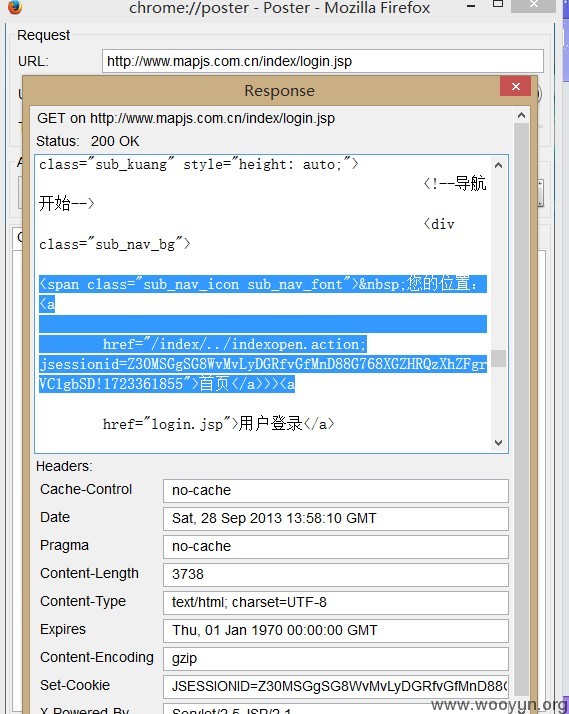 chrome://poster - Poster - Mozilla Firefox
Request
URL: http://www.mapjs.com.cn/index/login.jsp
Response
GET on http://www.mapjs.com.cn/index/login.jsp
Status: 200 OK
class="sub_kuang" style="height: auto;">
<!--导航
开始-->
<div
class="sub_nav_bg">
<span class="sub_nav_icon sub_nav_font">&nbsp;您的位置：
<a
href="/index/../indexopen.action;
jsessionid=Z30MSGgSG8WvMvLyDGRfvGfMnD88G768XGZHRQzXhZFgr
VC1gbSD!1723361855">首页</a>>><a
href="login.jsp">用户登录</a>
Headers:
Cache-Control no-cache
Date Sat, 28 Sep 2013 13:58:10 GMT
Pragma no-cache
Content-Length 3738
Content-Type text/html; charset=UTF-8
Expires Thu, 01 Jan 1970 00:00:00 GMT
Content-Encoding gzip
Set-Cookie JSESSIONID=Z30MSGgSG8WvMvLyDGRfvGfMnD88G
X-Powered-By Servlet/2.5 JSP/2.1
www.wooyun.org